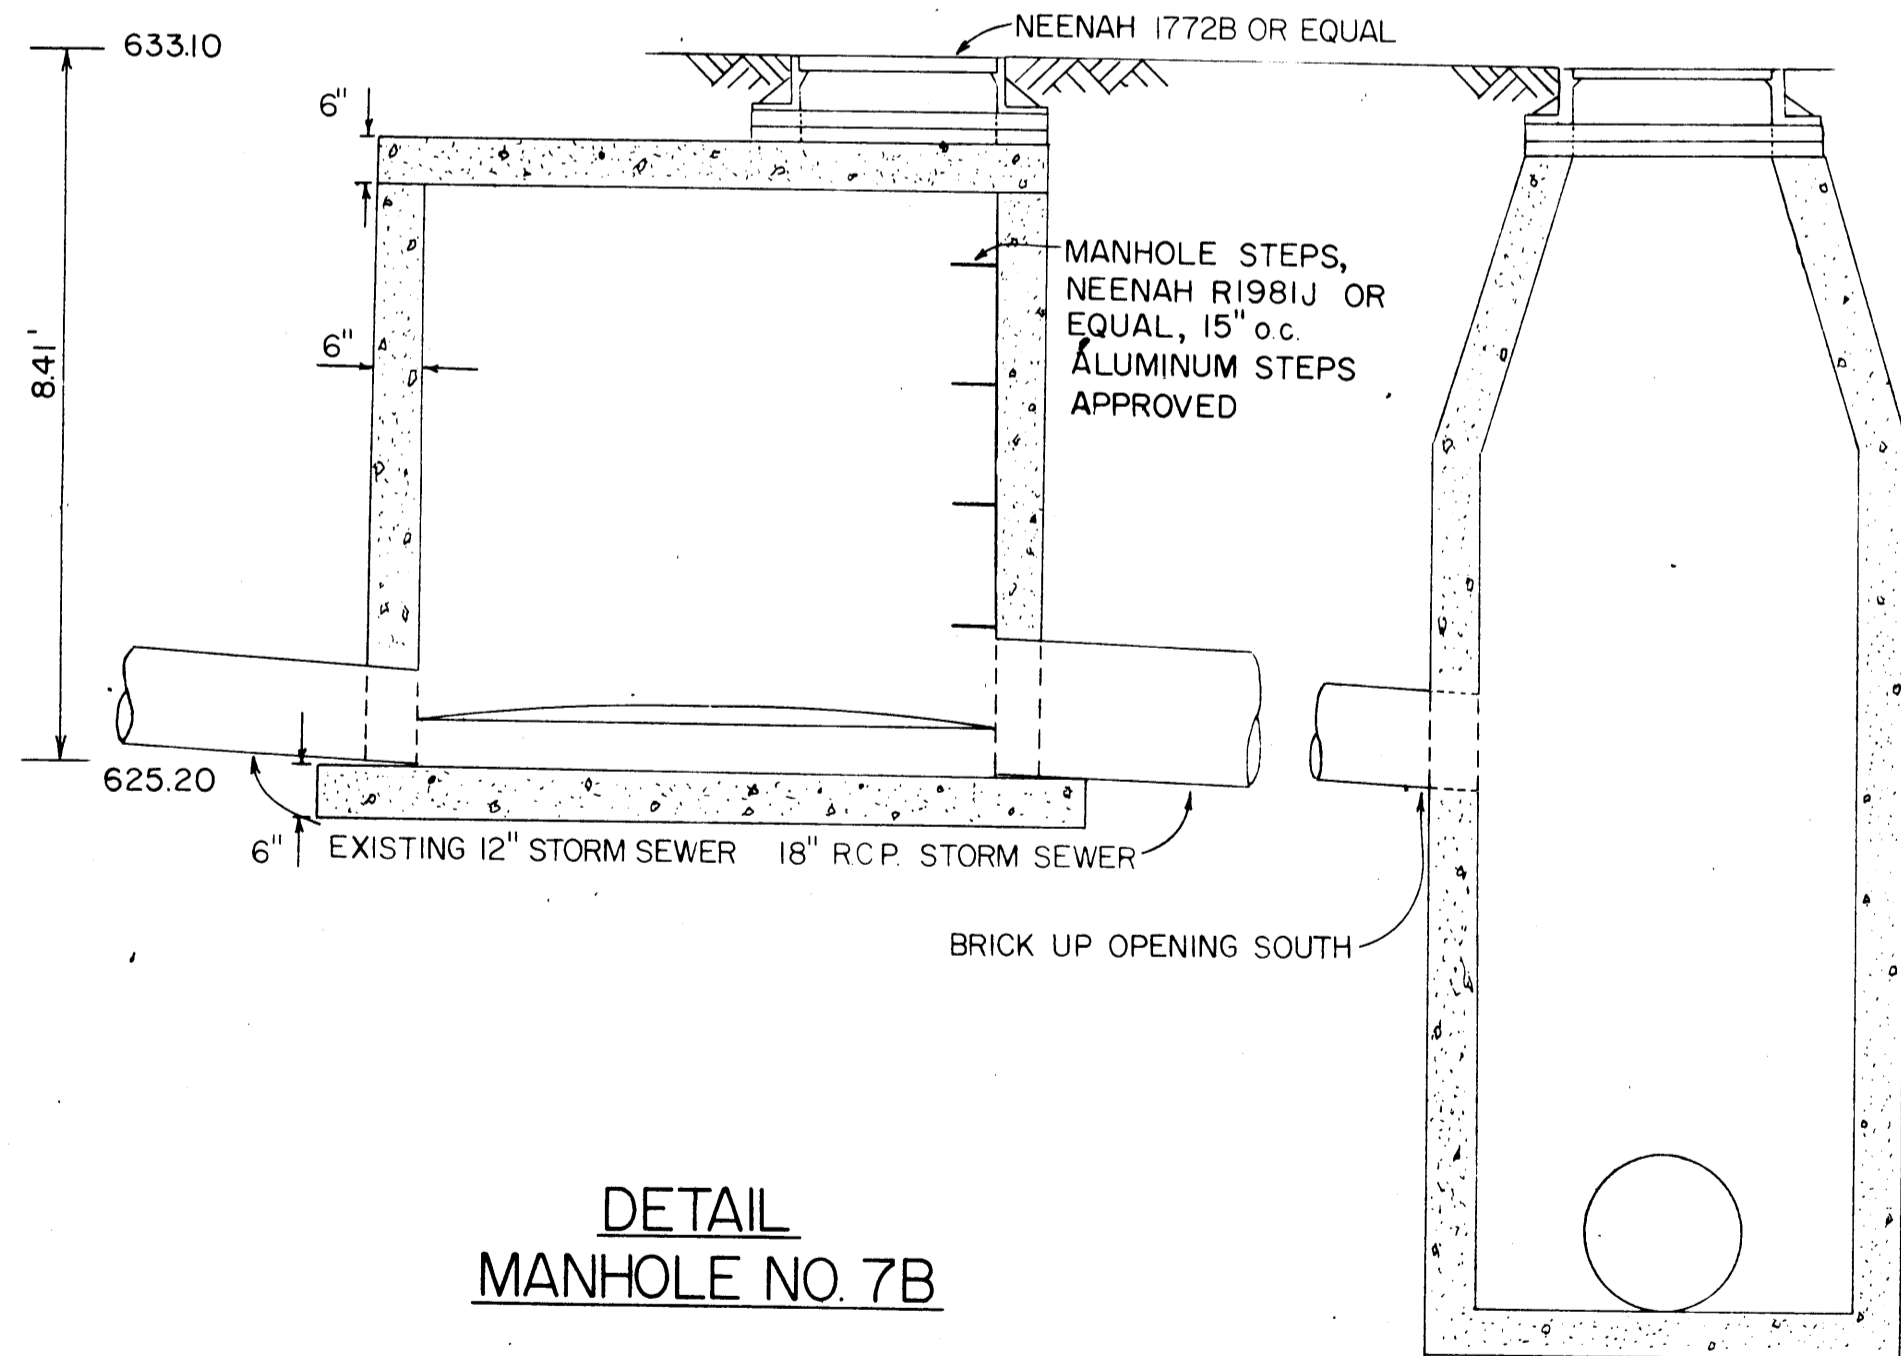 633.10
NEENAH 1772B OR EQUAL
6"
MANHOLE STEPS,
NEENAH R1981J OR
EQUAL, 15" O.C.
ALUMINUM STEPS
APPROVED
6"
8.41'
625.20
6"
EXISTING 12" STORM SEWER
18" R.C.P. STORM SEWER
BRICK UP OPENING SOUTH
DETAIL
MANHOLE NO. 7B